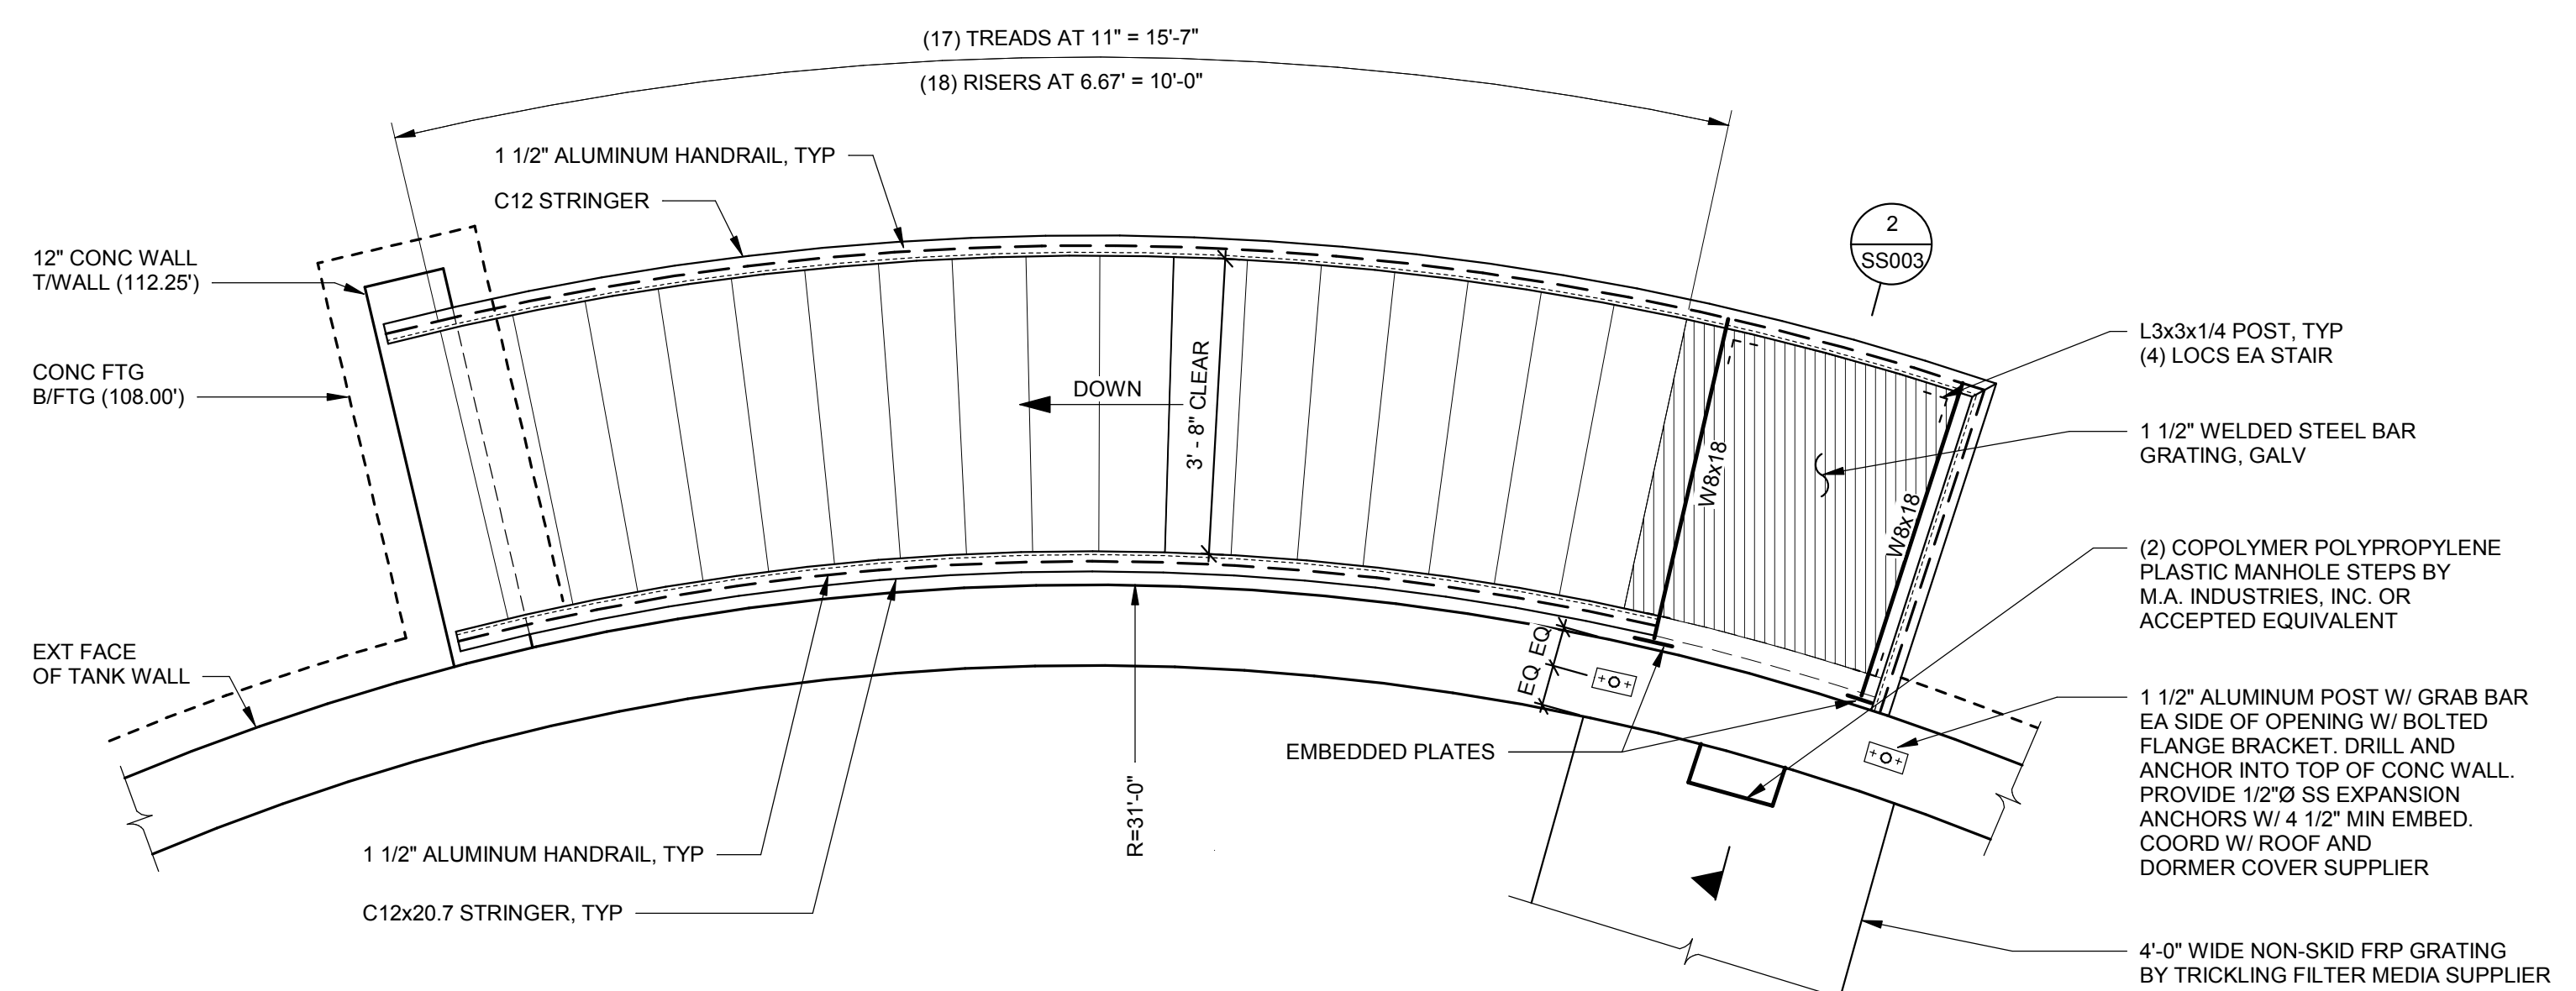 (17) TREADS AT 11" = 15'-7"
(18) RISERS AT 6.67' = 10'-0"
1 1/2" ALUMINUM HANDRAIL, TYP
C12 STRINGER
12" CONC WALL
T/WALL (112.25')
CONC FTG
B/FTG (108.00')
EXT FACE
OF TANK WALL
DOWN
3' - 8" CLEAR
W8x18
W8x18
2
SS003
L3x3x1/4 POST, TYP
(4) LOCS EA STAIR
1 1/2" WELDED STEEL BAR
GRATING, GALV
(2) COPOLYMER POLYPROPYLENE
PLASTIC MANHOLE STEPS BY
M.A. INDUSTRIES, INC. OR
ACCEPTED EQUIVALENT
EQ EQ
EMBEDDED PLATES
R=31'-0"
1 1/2" ALUMINUM POST W/ GRAB BAR
EA SIDE OF OPENING W/ BOLTED
FLANGE BRACKET. DRILL AND
ANCHOR INTO TOP OF CONC WALL.
PROVIDE 1/2"Ø SS EXPANSION
ANCHORS W/ 4 1/2" MIN EMBED.
COORD W/ ROOF AND
DORMER COVER SUPPLIER
1 1/2" ALUMINUM HANDRAIL, TYP
C12x20.7 STRINGER, TYP
4'-0" WIDE NON-SKID FRP GRATING
BY TRICKLING FILTER MEDIA SUPPLIER